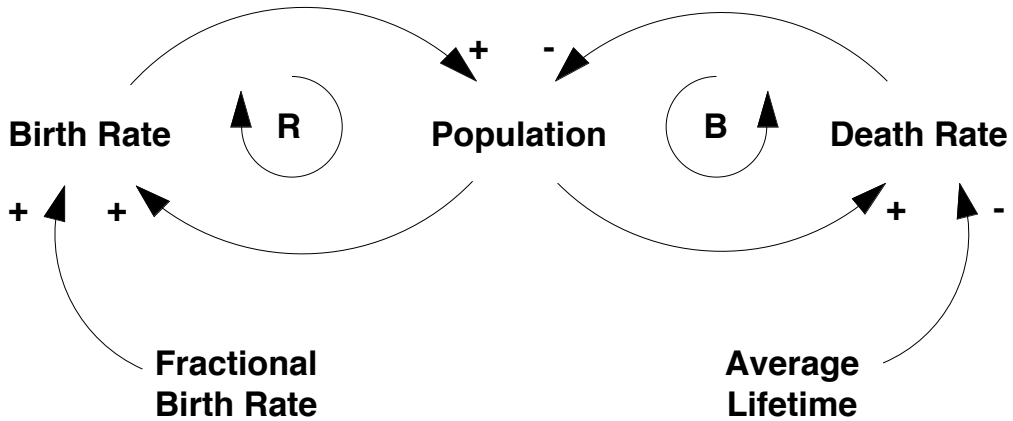 + -
Birth Rate R Population B Death Rate
+ + + -
Fractional Average
Birth Rate Lifetime